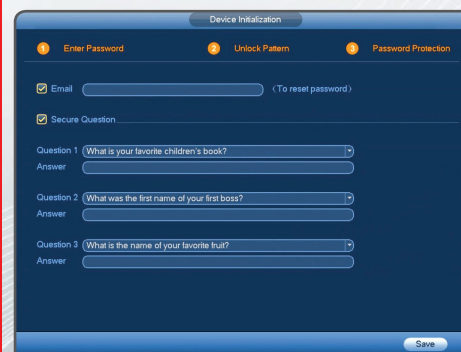 Device Initialization
1 Enter Password 2 Unlock Pattern 3 Password Protection
Email (To reset password)
Secure Question
Question 1 What is your favorite children's book?
Answer
Question 2 What was the first name of your first boss?
Answer
Question 3 What is the name of your favorite fruit?
Answer
Save